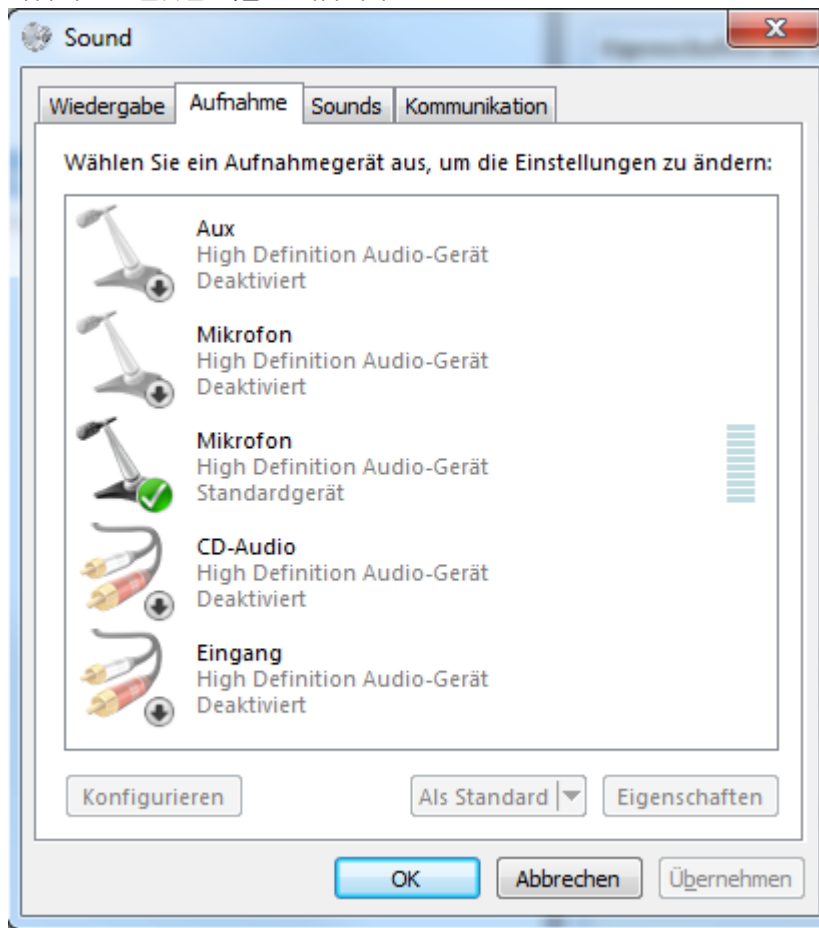 Sound
Wiedergabe Aufnahme Sounds Kommunikation
Wählen Sie ein Aufnahmegerät aus, um die Einstellungen zu ändern:
Aux
High Definition Audio-Gerät
Deaktiviert
Mikrofon
High Definition Audio-Gerät
Deaktiviert
Mikrofon
High Definition Audio-Gerät
Standardgerät
CD-Audio
High Definition Audio-Gerät
Deaktiviert
Eingang
High Definition Audio-Gerät
Deaktiviert
Konfigurieren Als Standard Eigenschaften
OK Abbrechen Übernehmen